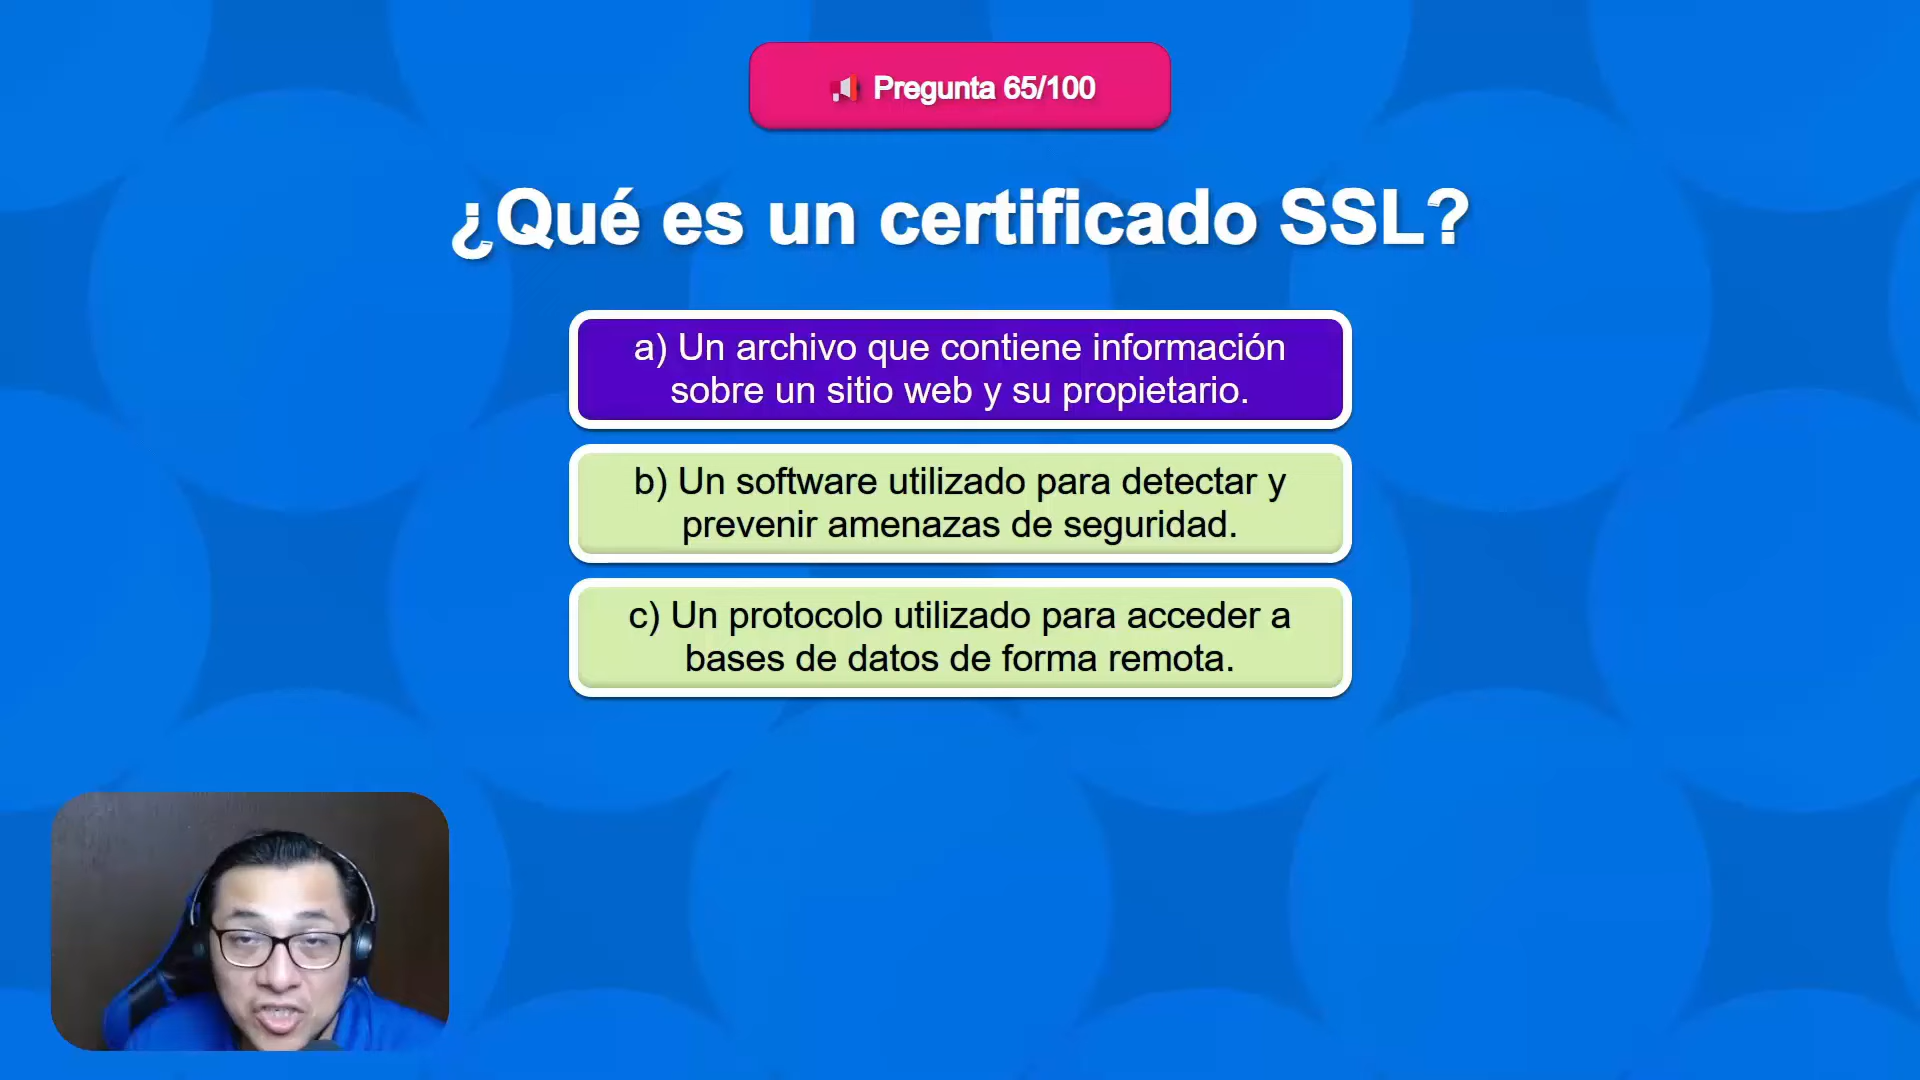 Pregunta 65/100
¿Qué es un certificado SSL?
a) Un archivo que contiene información
sobre un sitio web y su propietario.
b) Un software utilizado para detectar y
prevenir amenazas de seguridad.
c) Un protocolo utilizado para acceder a
bases de datos de forma remota.